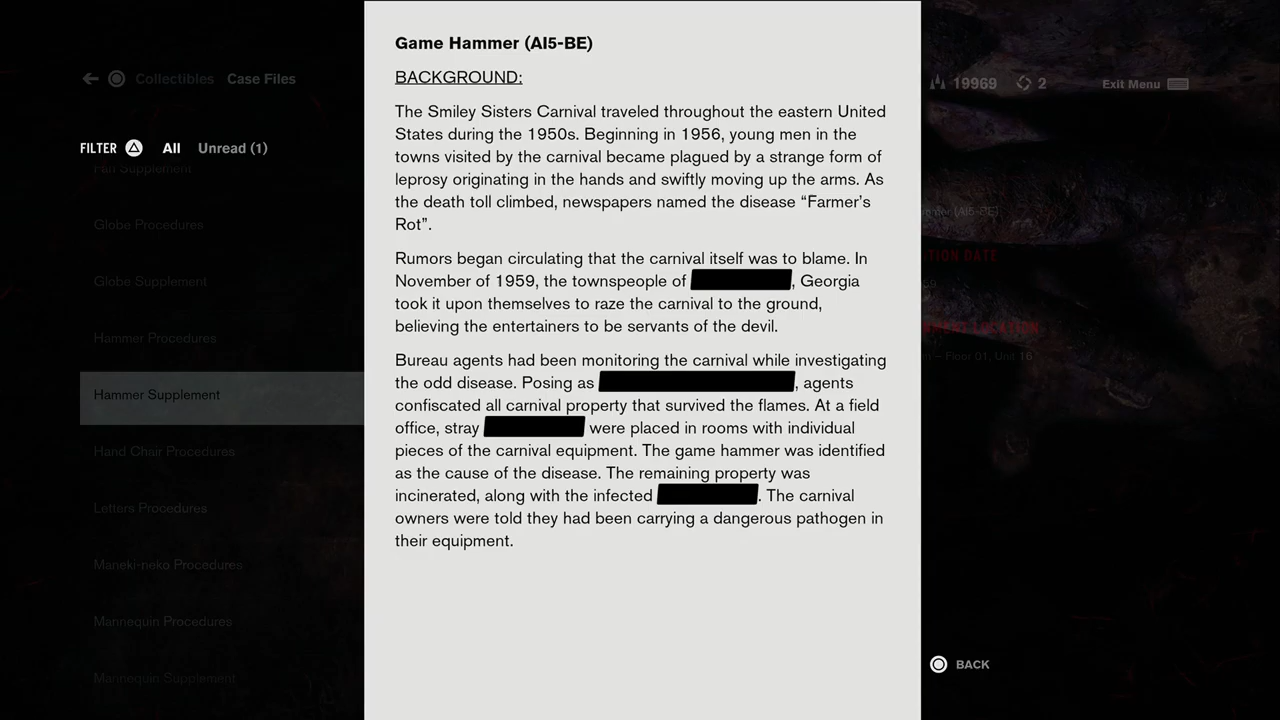 Game Hammer (AI5-BE)
← Collectibles Case Files
BACKGROUND:
19969 2 Exit Menu
The Smiley Sisters Carnival traveled throughout the eastern United
States during the 1950s. Beginning in 1956, young men in the
towns visited by the carnival became plagued by a strange form of
leprosy originating in the hands and swiftly moving up the arms. As
the death toll climbed, newspapers named the disease “Farmer’s
Rot”.
Rumors began circulating that the carnival itself was to blame. In
November of 1959, the townspeople of , Georgia
took it upon themselves to raze the carnival to the ground,
believing the entertainers to be servants of the devil.
Bureau agents had been monitoring the carnival while investigating
the odd disease. Posing as , agents
confiscated all carnival property that survived the flames. At a field
office, stray were placed in rooms with individual
pieces of the carnival equipment. The game hammer was identified
as the cause of the disease. The remaining property was
incinerated, along with the infected . The carnival
owners were told they had been carrying a dangerous pathogen in
their equipment.
FILTER All Unread (1)
Fan Supplement
Globe Procedures
Globe Supplement
Hammer Procedures
Hammer Supplement
Hand Chair Procedures
Letters Procedures
Maneki-neko Procedures
Mannequin Procedures
Mannequin Supplement
(AI5-BE)
DATE
LOCATION
– Floor 01, Unit 16
BACK